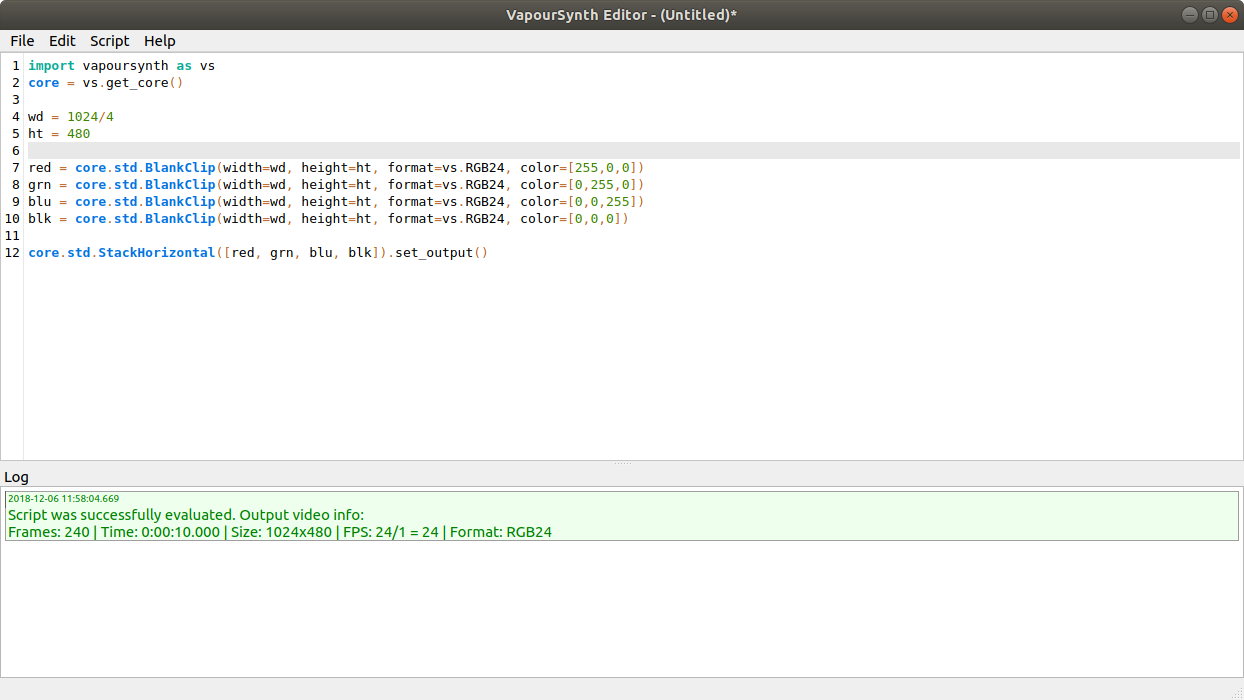 VapourSynth Editor - (Untitled)*
File Edit Script Help
1 import vapoursynth as vs
2 core = vs.get_core()
3
4 wd = 1024/4
5 ht = 480
6
7 red = core.std.BlankClip(width=wd, height=ht, format=vs.RGB24, color=[255,0,0])
8 grn = core.std.BlankClip(width=wd, height=ht, format=vs.RGB24, color=[0,255,0])
9 blu = core.std.BlankClip(width=wd, height=ht, format=vs.RGB24, color=[0,0,255])
10 blk = core.std.BlankClip(width=wd, height=ht, format=vs.RGB24, color=[0,0,0])
11
12 core.std.StackHorizontal([red, grn, blu, blk]).set_output()
Log
2018-12-06 11:58:04.669
Script was successfully evaluated. Output video info:
Frames: 240 | Time: 0:00:10.000 | Size: 1024x480 | FPS: 24/1 = 24 | Format: RGB24